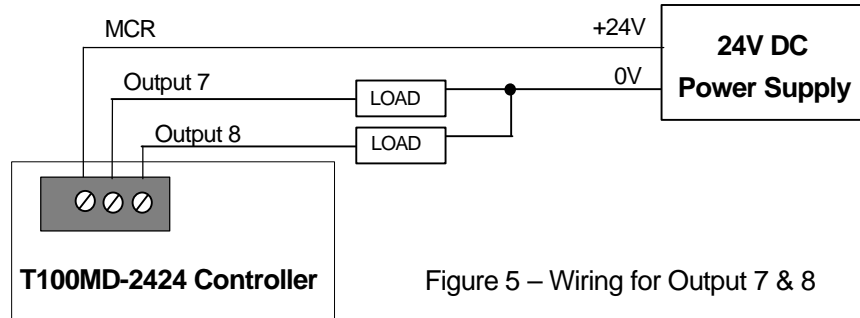 MCR
+24V
24V DC
Power Supply
0V
Output 7
LOAD
Output 8
LOAD
T100MD-2424 Controller
Figure 5 – Wiring for Output 7 & 8